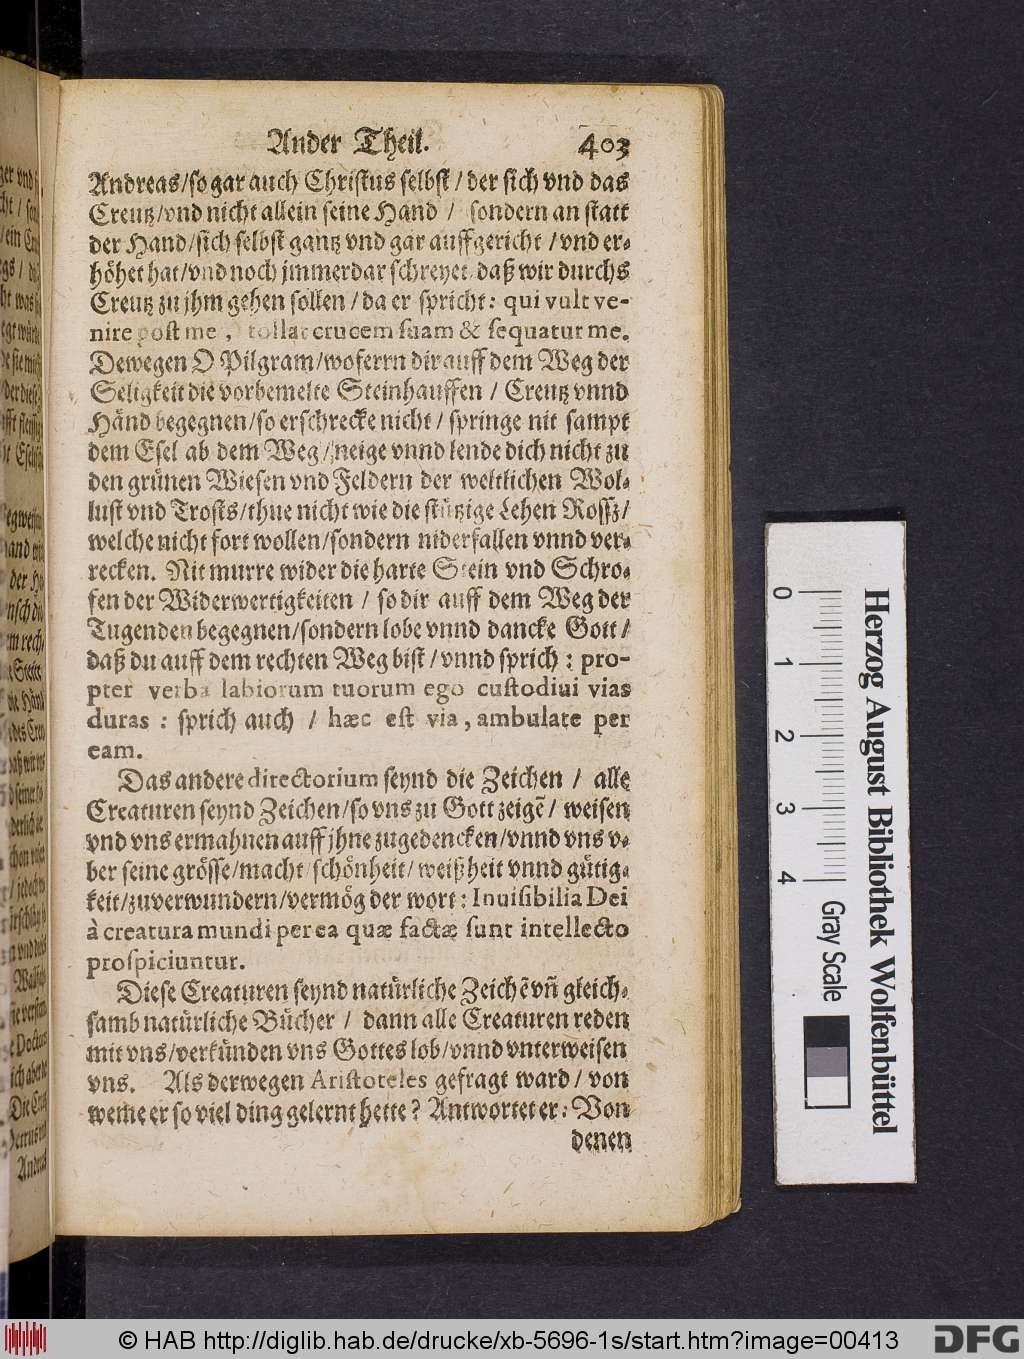 Ander Theil. 403
Andreas/so gar auch Christus selbst/ der sich vnd das
Creutz/vnd nicht allein seine Hand / sondern an statt
der Hand/sich selbst gantz vnd gar auffgericht / vnd er-
höhet hat/vnd noch jmmerdar schreyet, daß wir durchs
Creutz zu jhm gehen sollen / da er spricht: qui vult ve-
nire post me, tollat crucem suam & sequatur me.
Dewegen O Pilgram/woferrn dir auff dem Weg der
Seligkeit die vorbemelte Steinhauffen / Creutz vnnd
Händ begegnen/so erschrecke nicht/ springe nit sampt
dem Esel ab dem Weg / neige vnnd lende dich nicht zu
den grünen Wiesen vnd Feldern der weltlichen Wol-
lust vnd Trosts/thue nicht wie die stützige Lehen Rossz/
welche nicht fort wollen/sondern niderfallen vnnd ver-
recken. Nit murre wider die harte Stein vnd Schro-
fen der Widerwertigkeiten / so dir auff dem Weg der
Tugenden begegnen/sondern lobe vnnd dancke Gott/
daß du auff dem rechten Weg bist / vnnd sprich : pro-
pter verba labiorum tuorum ego custodiui vias
duras : sprich auch / hæc est via, ambulate per
eam.
Das andere directorium seynd die Zeichen / alle
Creaturen seynd Zeichen/so vns zu Gott zeigẽ/ weisen
vnd vns ermahnen auff jhne zugedencken/vnnd vns v-
ber seine grösse/macht/schönheit/ weißheit vnnd gütig-
keit/zuverwundern/vermög der wort: Inuisibilia Dei
à creatura mundi per ea quæ factæ sunt intellecto
prospiciuntur.
Diese Creaturen seynd natürliche Zeichẽ vñ gleich-
samb natürliche Bücher / dann alle Creaturen reden
mit vns/verkünden vns Gottes lob/vnnd vnterweisen
vns. Als derwegen Aristoteles gefragt ward/ von
weme er so viel ding gelernt hette? Antwortet er: Von
denen
0 1 2 3 4
Gray Scale
Herzog August Bibliothek Wolfenbüttel
© HAB http://diglib.hab.de/drucke/xb-5696-1s/start.htm?image=00413
DFG